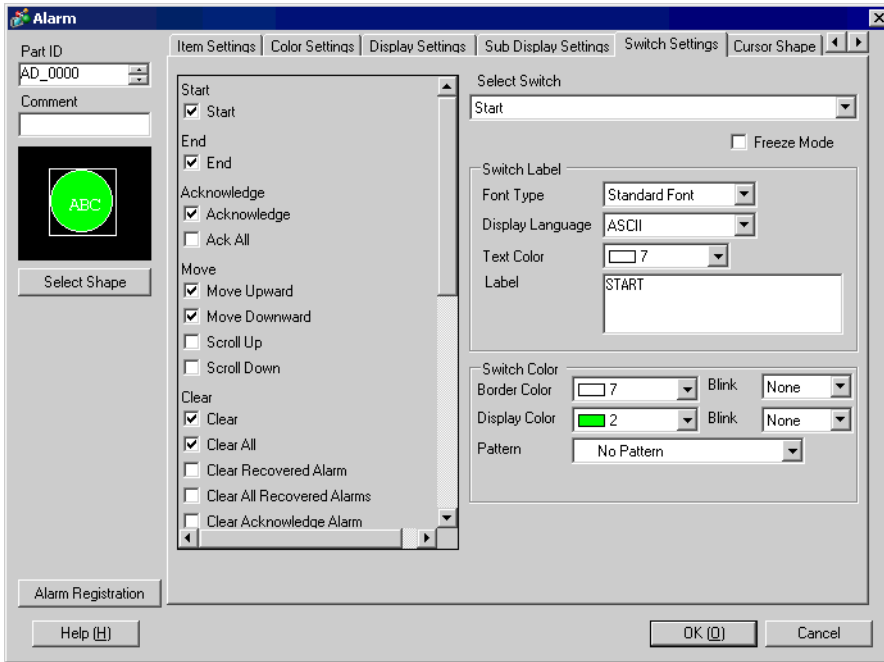 Alarm
Part ID
AD_0000
Comment
ABC
Select Shape
Alarm Registration
Help (H)
Item Settings
Color Settings
Display Settings
Sub Display Settings
Switch Settings
Cursor Shape
Start
Start
End
End
Acknowledge
Acknowledge
Ack All
Move
Move Upward
Move Downward
Scroll Up
Scroll Down
Clear
Clear
Clear All
Clear Recovered Alarm
Clear All Recovered Alarms
Clear Acknowledge Alarm
Select Switch
Start
Freeze Mode
Switch Label
Font Type Standard Font
Display Language ASCII
Text Color 7
Label START
Switch Color
Border Color 7 Blink None
Display Color 2 Blink None
Pattern No Pattern
OK (O)
Cancel